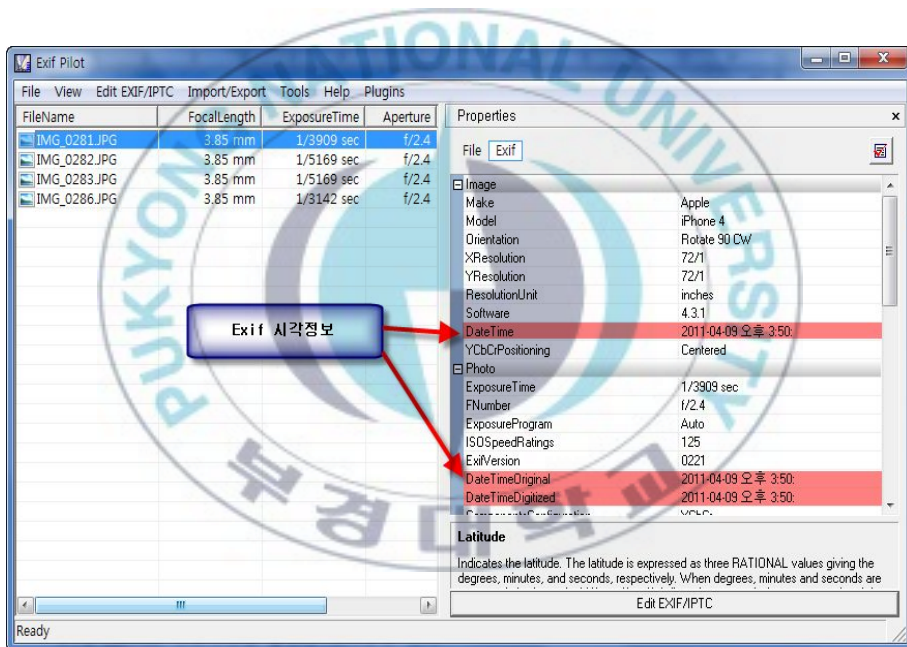 Exif Pilot
File View Edit EXIF/IPTC Import/Export Tools Help Plugins
FileName FocalLength ExposureTime Aperture
IMG_0281.JPG 3.85 mm 1/3909 sec f/2.4
IMG_0282.JPG 3.85 mm 1/5169 sec f/2.4
IMG_0283.JPG 3.85 mm 1/5169 sec f/2.4
IMG_0286.JPG 3.85 mm 1/3142 sec f/2.4
Exif 시각정보
Properties x
File Exif
Image
Make Apple
Model iPhone 4
Orientation Rotate 90 CW
XResolution 72/1
YResolution 72/1
ResolutionUnit inches
Software 4.3.1
DateTime 2011-04-09 오후 3:50:
YCbCrPositioning Centered
Photo
ExposureTime 1/3909 sec
FNumber f/2.4
ExposureProgram Auto
ISOSpeedRatings 125
ExifVersion 0221
DateTimeOriginal 2011-04-09 오후 3:50:
DateTimeDigitized 2011-04-09 오후 3:50:
Latitude
Indicates the latitude. The latitude is expressed as three RATIONAL values giving the
degrees, minutes, and seconds, respectively. When degrees, minutes and seconds are
Edit EXIF/IPTC
Ready
PUKYONG NATIONAL UNIVERSITY
부경대학교